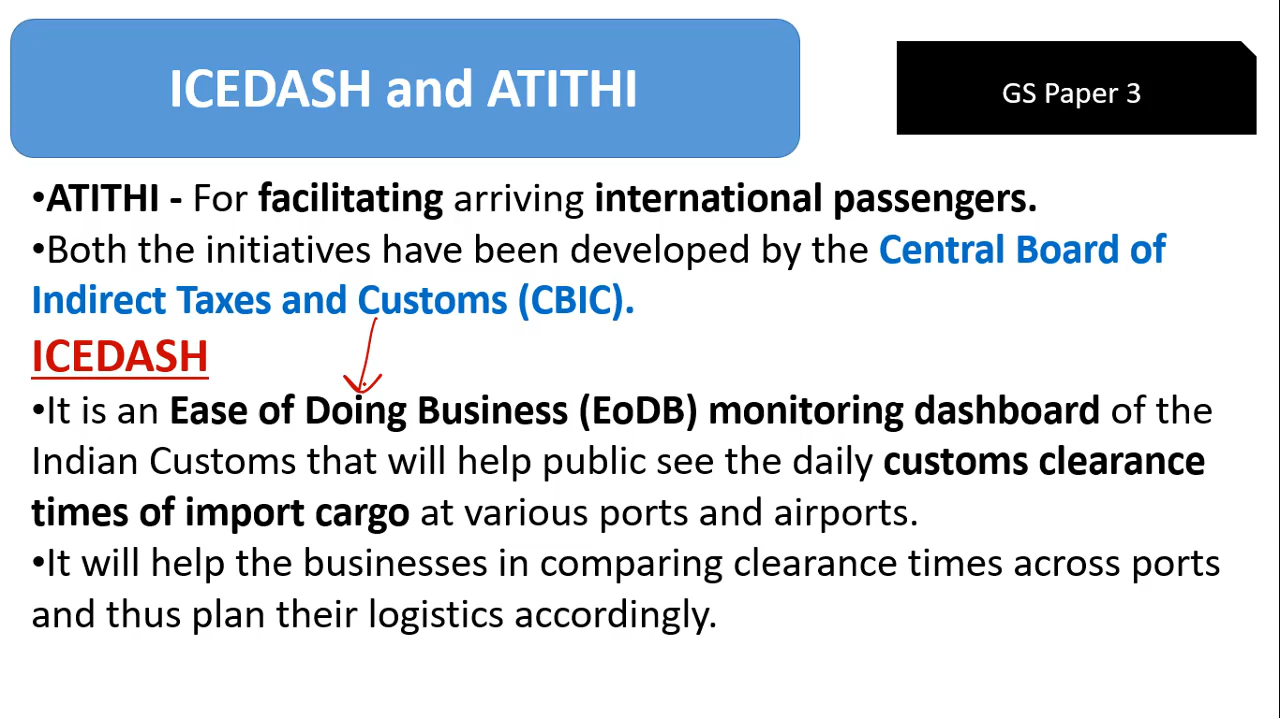 ICEDASH and ATITHI
GS Paper 3
•ATITHI - For facilitating arriving international passengers.
•Both the initiatives have been developed by the Central Board of
Indirect Taxes and Customs (CBIC).
ICEDASH
•It is an Ease of Doing Business (EoDB) monitoring dashboard of the
Indian Customs that will help public see the daily customs clearance
times of import cargo at various ports and airports.
•It will help the businesses in comparing clearance times across ports
and thus plan their logistics accordingly.